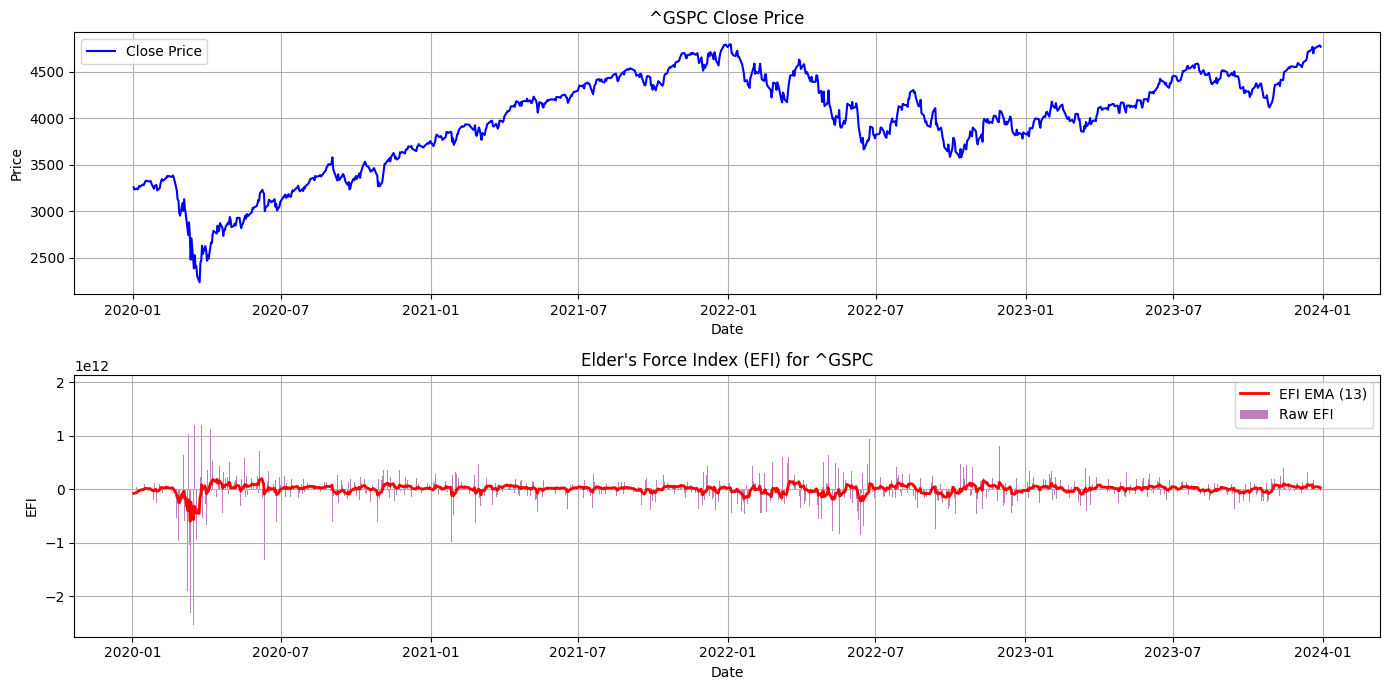 ^GSPC Close Price
Close Price
Price
4500
4000
3500
3000
2500
2020-01 2020-07 2021-01 2021-07 2022-01 2022-07 2023-01 2023-07 2024-01
Date
Elder's Force Index (EFI) for ^GSPC
1e12
EFI EMA (13)
Raw EFI
EFI
2
1
0
−1
−2
2020-01 2020-07 2021-01 2021-07 2022-01 2022-07 2023-01 2023-07 2024-01
Date